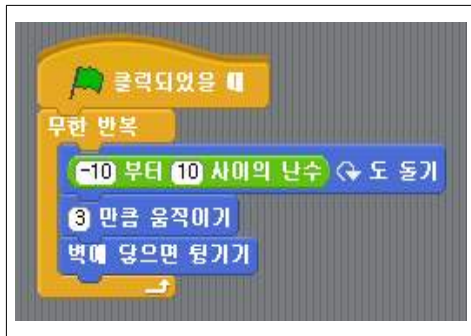 클릭되었을 때
무한 반복
-10 부터 10 사이의 난수 도 돌기
3 만큼 움직이기
벽에 닿으면 튕기기